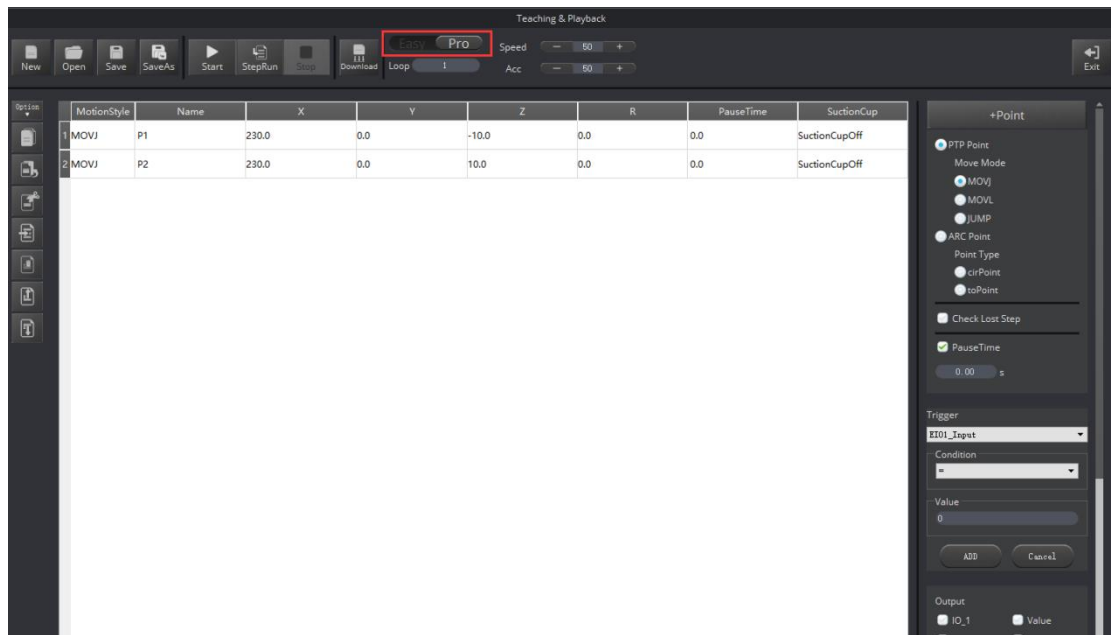 Teaching & Playback
Easy Pro
Speed 50
New Open Save SaveAs Start StepRun Stop Download
Loop 1
Acc 50
Exit
Option
MotionStyle Name X Y Z R PauseTime SuctionCup
1 MOVJ P1 230.0 0.0 -10.0 0.0 0.0 SuctionCupOff
2 MOVJ P2 230.0 0.0 10.0 0.0 0.0 SuctionCupOff
+Point
PTP Point
Move Mode
MOVJ
MOVL
JUMP
ARC Point
Point Type
cirPoint
toPoint
Check Lost Step
PauseTime
0.00 s
Trigger
EIO1_Input
Condition
=
Value
0
ADD Cancel
Output
IO_1 Value